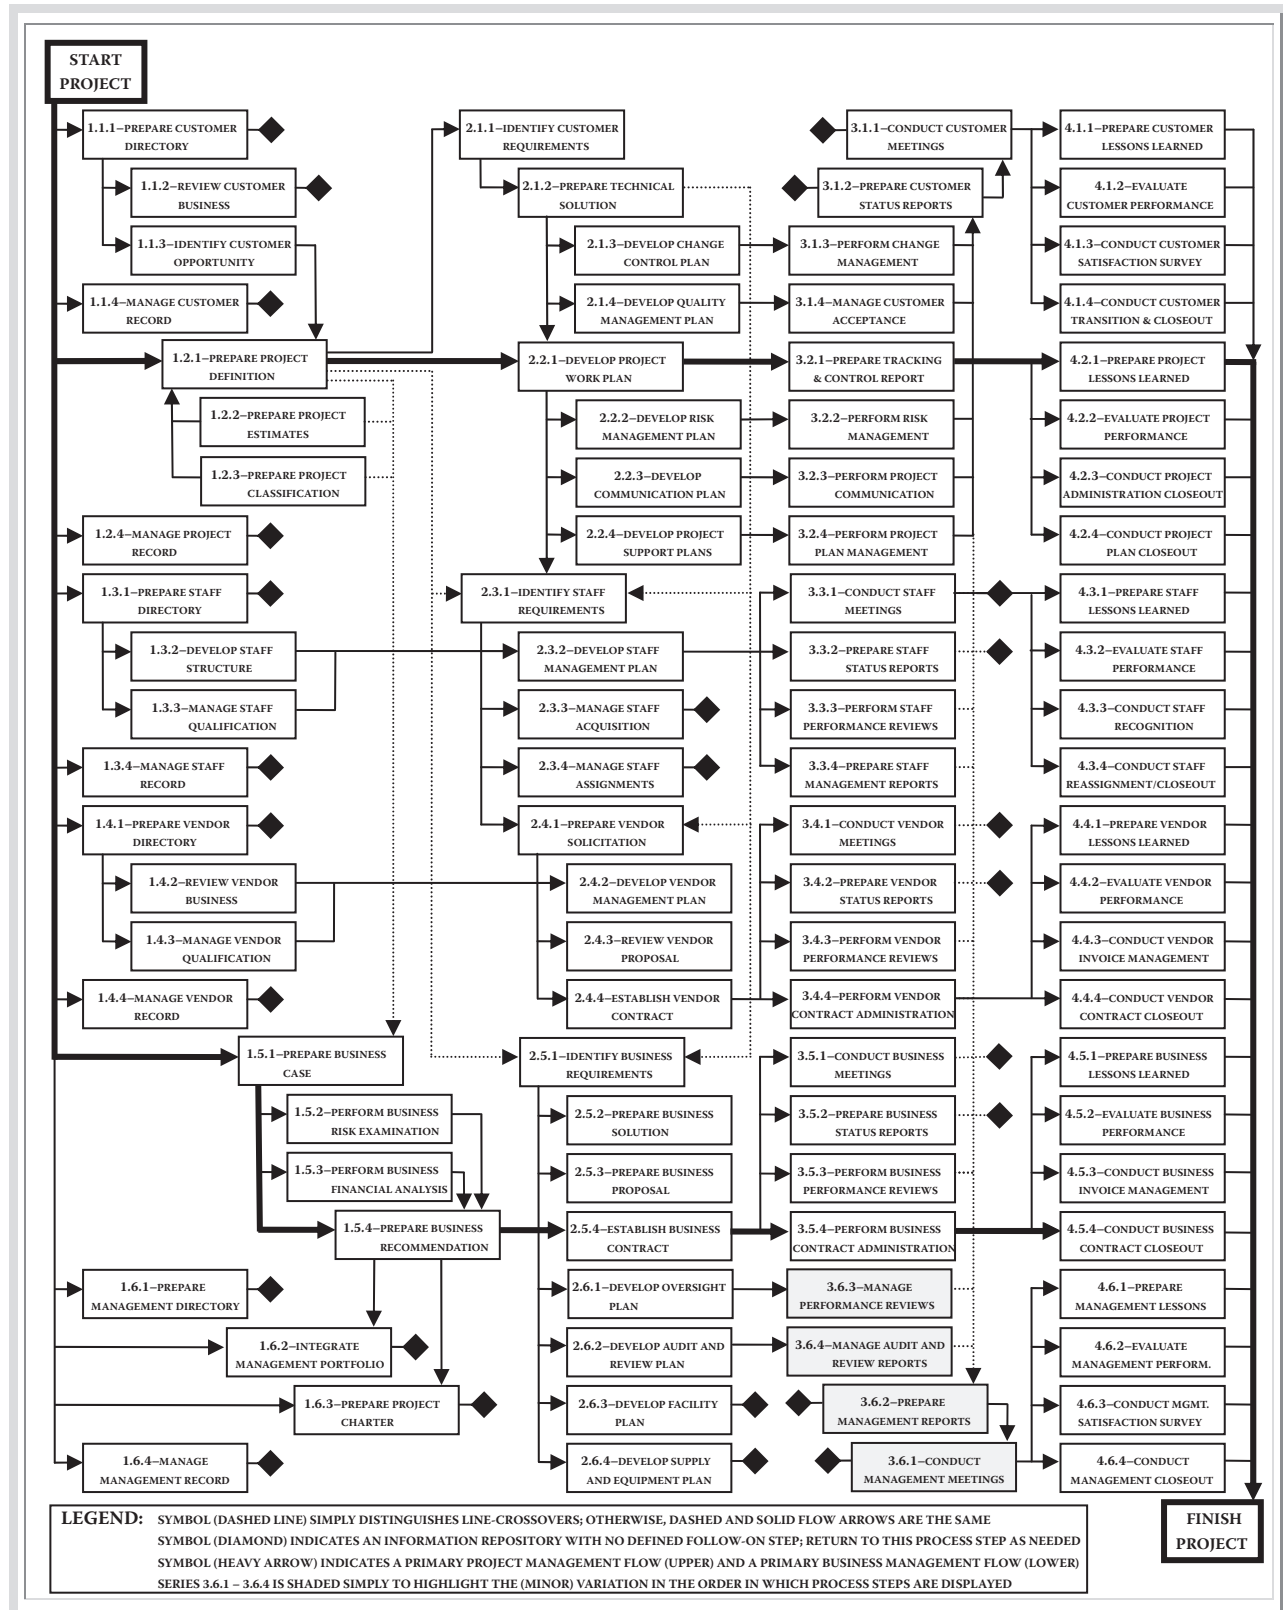 START
PROJECT
1.1.1–PREPARE CUSTOMER
DIRECTORY
1.1.2–REVIEW CUSTOMER
BUSINESS
1.1.3–IDENTIFY CUSTOMER
OPPORTUNITY
1.1.4–MANAGE CUSTOMER
RECORD
1.2.1–PREPARE PROJECT
DEFINITION
1.2.2–PREPARE PROJECT
ESTIMATES
1.2.3–PREPARE PROJECT
CLASSIFICATION
1.2.4–MANAGE PROJECT
RECORD
1.3.1–PREPARE STAFF
DIRECTORY
1.3.2–DEVELOP STAFF
STRUCTURE
1.3.3–MANAGE STAFF
QUALIFICATION
1.3.4–MANAGE STAFF
RECORD
1.4.1–PREPARE VENDOR
DIRECTORY
1.4.2–REVIEW VENDOR
BUSINESS
1.4.3–MANAGE VENDOR
QUALIFICATION
1.4.4–MANAGE VENDOR
RECORD
1.5.1–PREPARE BUSINESS
CASE
1.5.2–PERFORM BUSINESS
RISK EXAMINATION
1.5.3–PERFORM BUSINESS
FINANCIAL ANALYSIS
1.5.4–PREPARE BUSINESS
RECOMMENDATION
1.6.1–PREPARE
MANAGEMENT DIRECTORY
1.6.2–INTEGRATE
MANAGEMENT PORTFOLIO
1.6.3–PREPARE PROJECT
CHARTER
1.6.4–MANAGE
MANAGEMENT RECORD
2.1.1–IDENTIFY CUSTOMER
REQUIREMENTS
2.1.2–PREPARE TECHNICAL
SOLUTION
2.1.3–DEVELOP CHANGE
CONTROL PLAN
2.1.4–DEVELOP QUALITY
MANAGEMENT PLAN
2.2.1–DEVELOP PROJECT
WORK PLAN
2.2.2–DEVELOP RISK
MANAGEMENT PLAN
2.2.3–DEVELOP
COMMUNICATION PLAN
2.2.4–DEVELOP PROJECT
SUPPORT PLANS
2.3.1–IDENTIFY STAFF
REQUIREMENTS
2.3.2–DEVELOP STAFF
MANAGEMENT PLAN
2.3.3–MANAGE STAFF
ACQUISITION
2.3.4–MANAGE STAFF
ASSIGNMENTS
2.4.1–PREPARE VENDOR
SOLICITATION
2.4.2–DEVELOP VENDOR
MANAGEMENT PLAN
2.4.3–REVIEW VENDOR
PROPOSAL
2.4.4–ESTABLISH VENDOR
CONTRACT
2.5.1–IDENTIFY BUSINESS
REQUIREMENTS
2.5.2–PREPARE BUSINESS
SOLUTION
2.5.3–PREPARE BUSINESS
PROPOSAL
2.5.4–ESTABLISH BUSINESS
CONTRACT
2.6.1–DEVELOP OVERSIGHT
PLAN
2.6.2–DEVELOP AUDIT AND
REVIEW PLAN
2.6.3–DEVELOP FACILITY
PLAN
2.6.4–DEVELOP SUPPLY
AND EQUIPMENT PLAN
3.1.1–CONDUCT CUSTOMER
MEETINGS
3.1.2–PREPARE CUSTOMER
STATUS REPORTS
3.1.3–PERFORM CHANGE
MANAGEMENT
3.1.4–MANAGE CUSTOMER
ACCEPTANCE
3.2.1–PREPARE TRACKING
& CONTROL REPORT
3.2.2–PERFORM RISK
MANAGEMENT
3.2.3–PERFORM PROJECT
COMMUNICATION
3.2.4–PERFORM PROJECT
PLAN MANAGEMENT
3.3.1–CONDUCT STAFF
MEETINGS
3.3.2–PREPARE STAFF
STATUS REPORTS
3.3.3–PERFORM STAFF
PERFORMANCE REVIEWS
3.3.4–PREPARE STAFF
MANAGEMENT REPORTS
3.4.1–CONDUCT VENDOR
MEETINGS
3.4.2–PREPARE VENDOR
STATUS REPORTS
3.4.3–PERFORM VENDOR
PERFORMANCE REVIEWS
3.4.4–PERFORM VENDOR
CONTRACT ADMINISTRATION
3.5.1–CONDUCT BUSINESS
MEETINGS
3.5.2–PREPARE BUSINESS
STATUS REPORTS
3.5.3–PERFORM BUSINESS
PERFORMANCE REVIEWS
3.5.4–PERFORM BUSINESS
CONTRACT ADMINISTRATION
3.6.3–MANAGE
PERFORMANCE REVIEWS
3.6.4–MANAGE AUDIT AND
REVIEW REPORTS
3.6.2–PREPARE
MANAGEMENT REPORTS
3.6.1–CONDUCT
MANAGEMENT MEETINGS
4.1.1–PREPARE CUSTOMER
LESSONS LEARNED
4.1.2–EVALUATE
CUSTOMER PERFORMANCE
4.1.3–CONDUCT CUSTOMER
SATISFACTION SURVEY
4.1.4–CONDUCT CUSTOMER
TRANSITION & CLOSEOUT
4.2.1–PREPARE PROJECT
LESSONS LEARNED
4.2.2–EVALUATE PROJECT
PERFORMANCE
4.2.3–CONDUCT PROJECT
ADMINISTRATION CLOSEOUT
4.2.4–CONDUCT PROJECT
PLAN CLOSEOUT
4.3.1–PREPARE STAFF
LESSONS LEARNED
4.3.2–EVALUATE STAFF
PERFORMANCE
4.3.3–CONDUCT STAFF
RECOGNITION
4.3.4–CONDUCT STAFF
REASSIGNMENT/CLOSEOUT
4.4.1–PREPARE VENDOR
LESSONS LEARNED
4.4.2–EVALUATE VENDOR
PERFORMANCE
4.4.3–CONDUCT VENDOR
INVOICE MANAGEMENT
4.4.4–CONDUCT VENDOR
CONTRACT CLOSEOUT
4.5.1–PREPARE BUSINESS
LESSONS LEARNED
4.5.2–EVALUATE BUSINESS
PERFORMANCE
4.5.3–CONDUCT BUSINESS
INVOICE MANAGEMENT
4.5.4–CONDUCT BUSINESS
CONTRACT CLOSEOUT
4.6.1–PREPARE
MANAGEMENT LESSONS
4.6.2–EVALUATE
MANAGEMENT PERFORM.
4.6.3–CONDUCT MGMT.
SATISFACTION SURVEY
4.6.4–CONDUCT
MANAGEMENT CLOSEOUT
LEGEND: SYMBOL (DASHED LINE) SIMPLY DISTINGUISHES LINE-CROSSOVERS; OTHERWISE, DASHED AND SOLID FLOW ARROWS ARE THE SAME
SYMBOL (DIAMOND) INDICATES AN INFORMATION REPOSITORY WITH NO DEFINED FOLLOW-ON STEP; RETURN TO THIS PROCESS STEP AS NEEDED
SYMBOL (HEAVY ARROW) INDICATES A PRIMARY PROJECT MANAGEMENT FLOW (UPPER) AND A PRIMARY BUSINESS MANAGEMENT FLOW (LOWER)
SERIES 3.6.1 – 3.6.4 IS SHADED SIMPLY TO HIGHLIGHT THE (MINOR) VARIATION IN THE ORDER IN WHICH PROCESS STEPS ARE DISPLAYED
FINISH
PROJECT